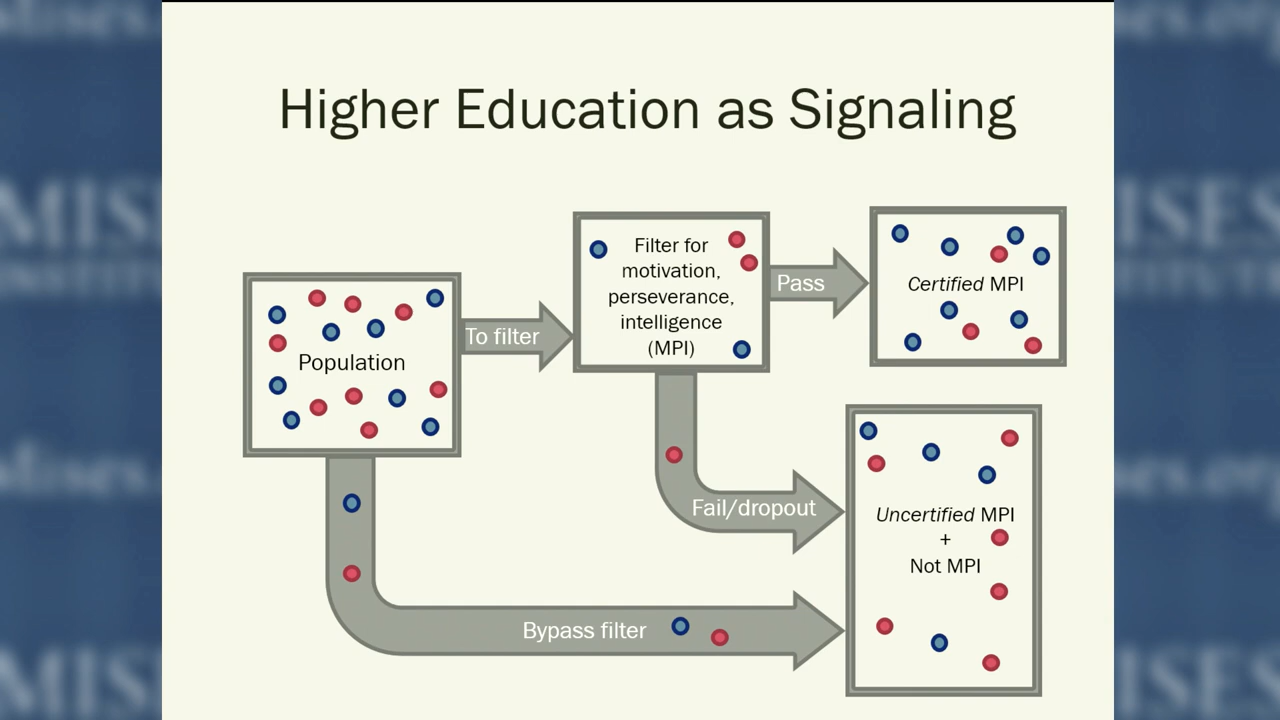 Higher Education as Signaling
Population
To filter
Filter for
motivation,
perseverance,
intelligence
(MPI)
Pass
Certified MPI
Fail/dropout
Uncertified MPI
+
Not MPI
Bypass filter